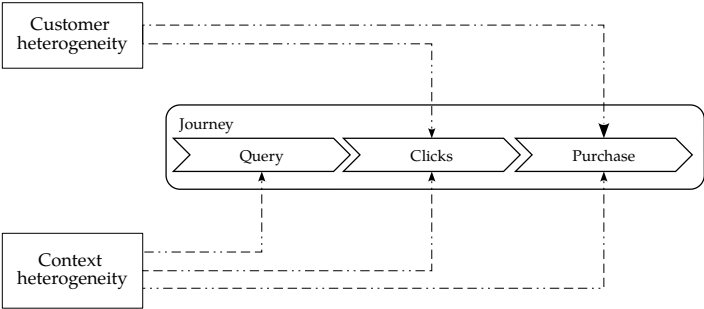 Customer
heterogeneity
Journey
Query
Clicks
Purchase
Context
heterogeneity